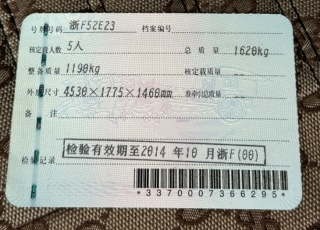 号牌号码 浙F52EZ3 档案编号
核定载人数 5人 总质量 1620kg
整备质量 1190kg 核定载质量 --
外廓尺寸 4530×1775×1460mm 准牵引总质量 --
备注
检验有效期至2014年10月浙F(00)
检验记录
*3370007366295*